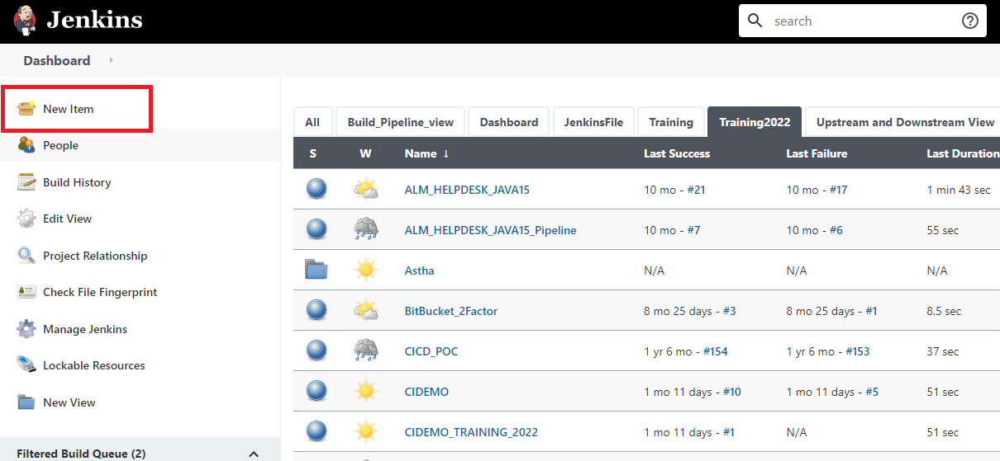 Jenkins
search
Dashboard
New Item
People
Build History
Edit View
Project Relationship
Check File Fingerprint
Manage Jenkins
Lockable Resources
New View
Filtered Build Queue (2)
All Build_Pipeline_view Dashboard JenkinsFile Training Training2022 Upstream and Downstream View
S W Name ↓ Last Success Last Failure Last Duration
ALM_HELPDESK_JAVA15 10 mo - #21 10 mo - #17 1 min 43 sec
ALM_HELPDESK_JAVA15_Pipeline 10 mo - #7 10 mo - #6 55 sec
Astha N/A N/A N/A
BitBucket_2Factor 8 mo 25 days - #3 8 mo 25 days - #1 8.5 sec
CICD_POC 1 yr 6 mo - #154 1 yr 6 mo - #153 37 sec
CIDEMO 1 mo 11 days - #10 1 mo 11 days - #5 51 sec
CIDEMO_TRAINING_2022 1 mo 11 days - #1 N/A 51 sec